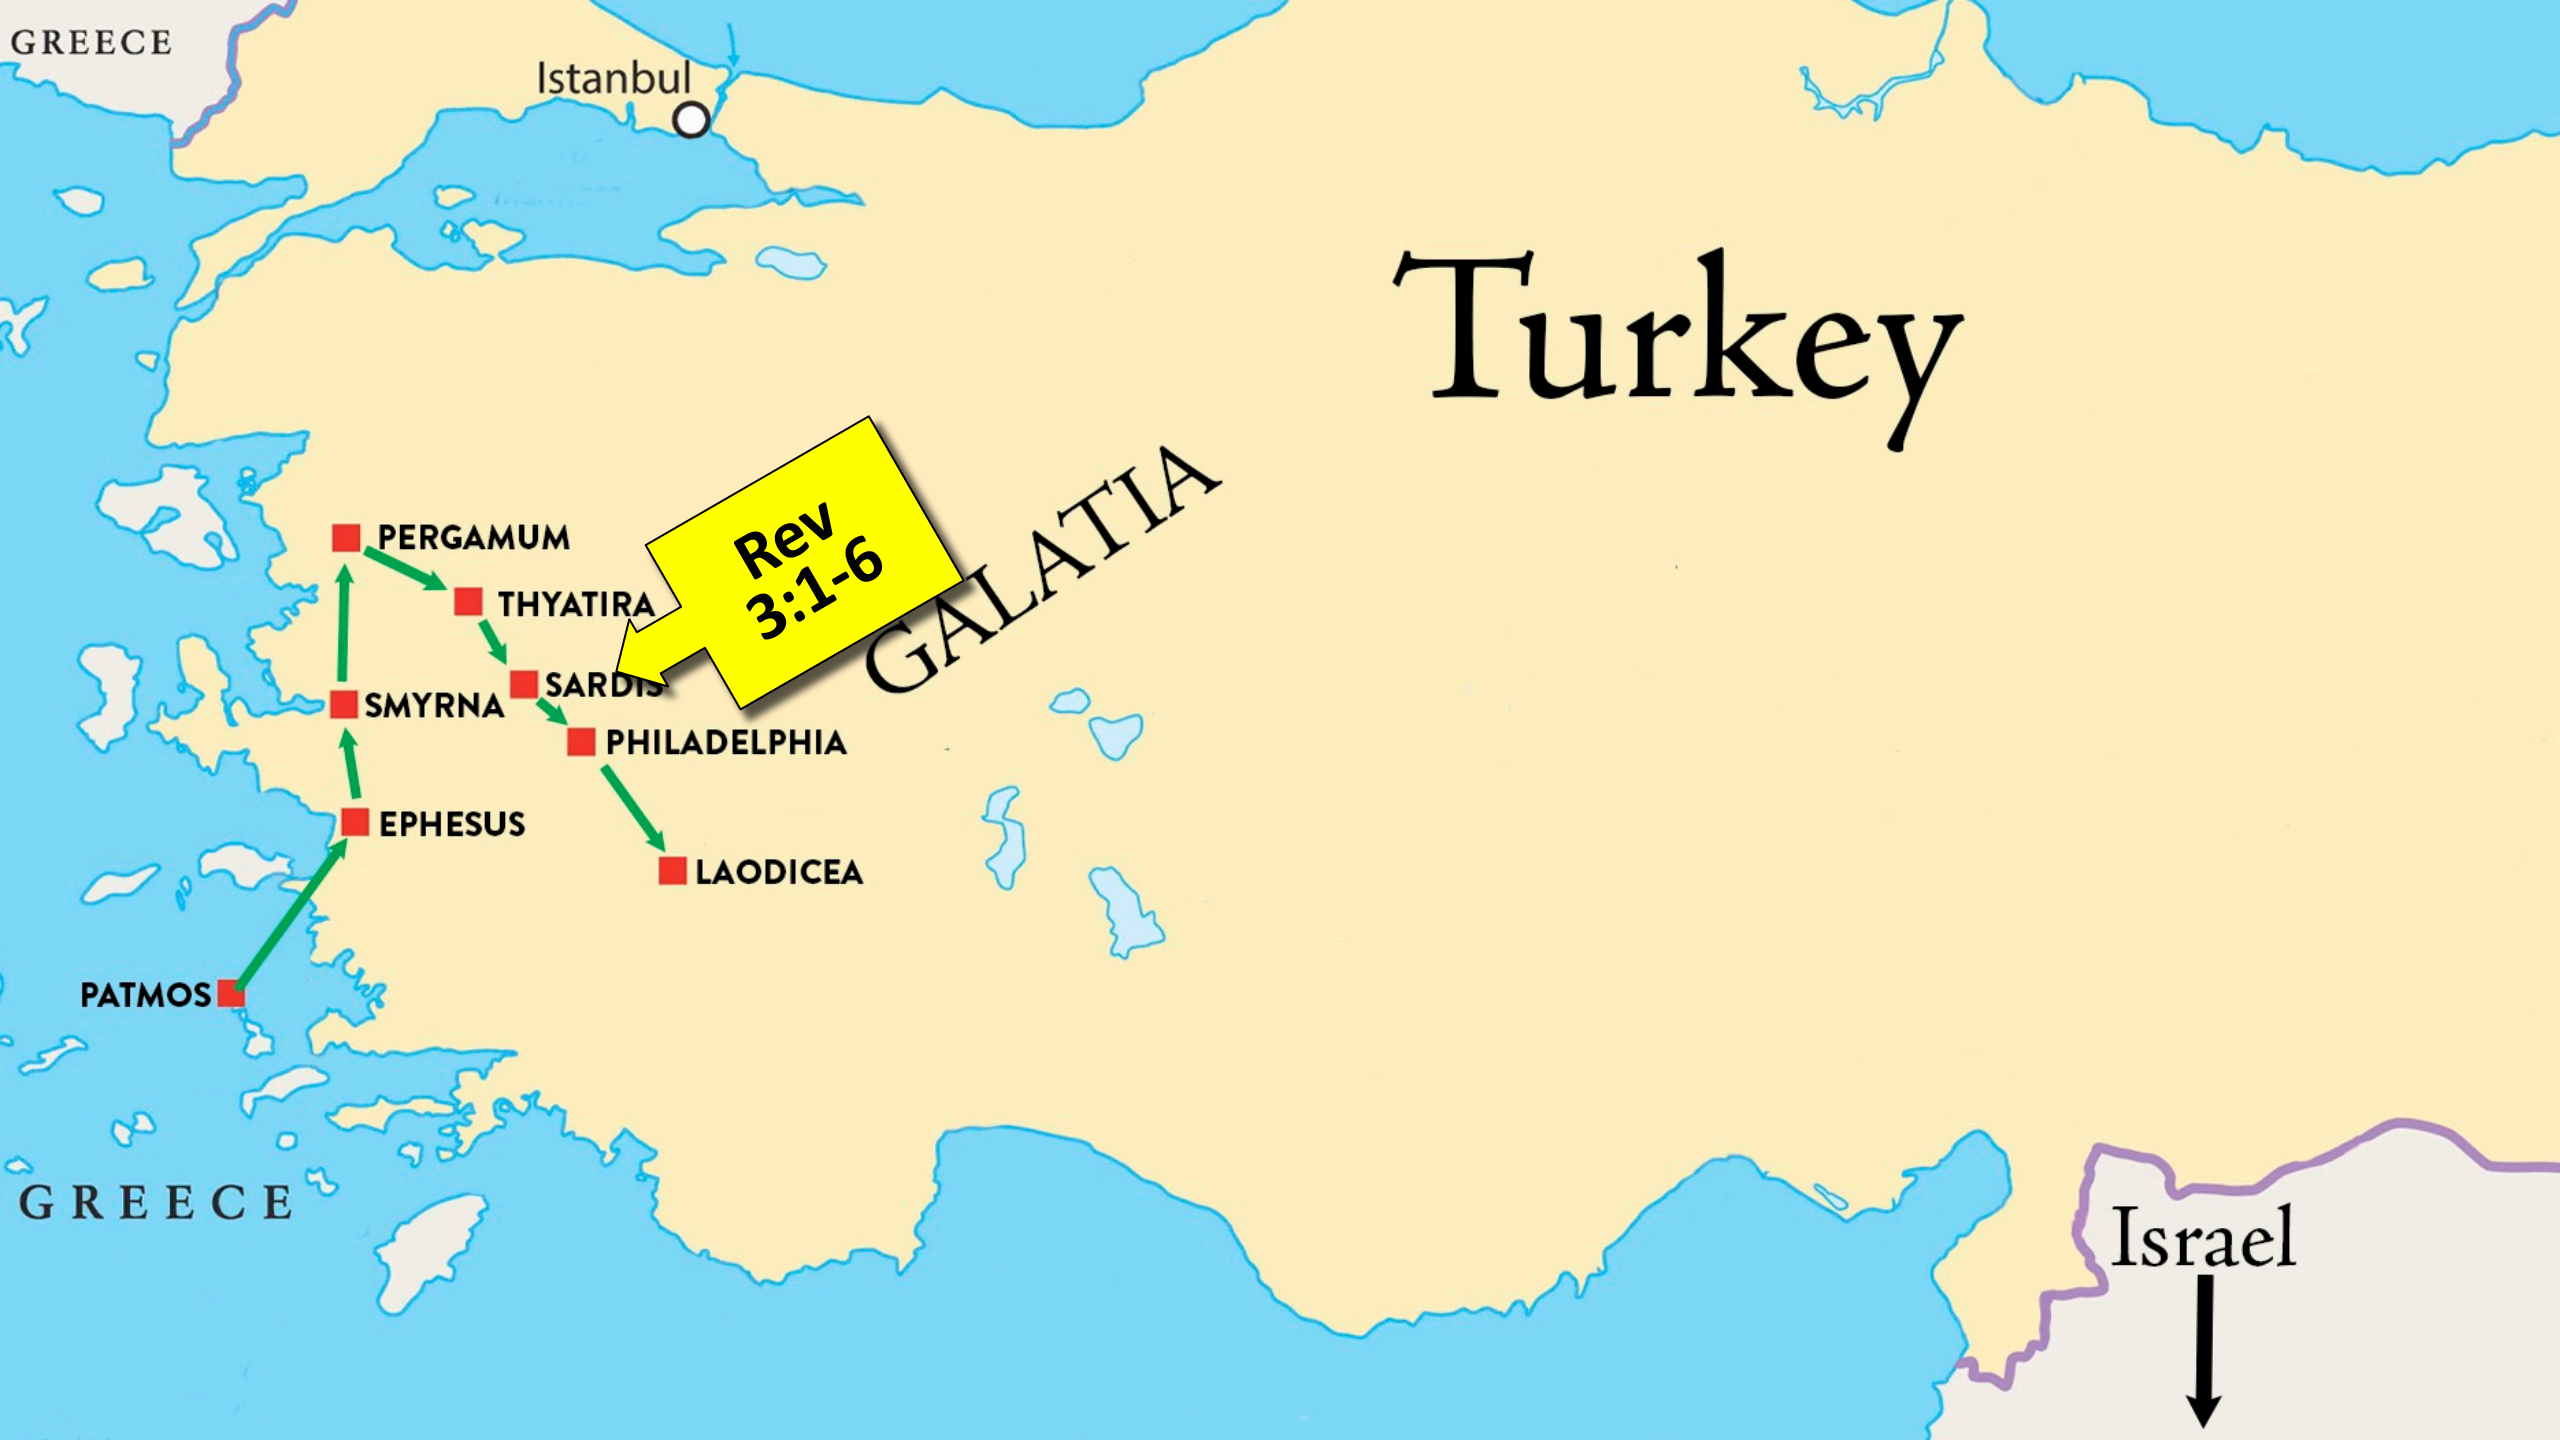 GREECE
Istanbul
Turkey
GALATIA
Rev
3:1-6
PERGAMUM
THYATIRA
SARDIS
SMYRNA
PHILADELPHIA
EPHESUS
LAODICEA
PATMOS
GREECE
Israel